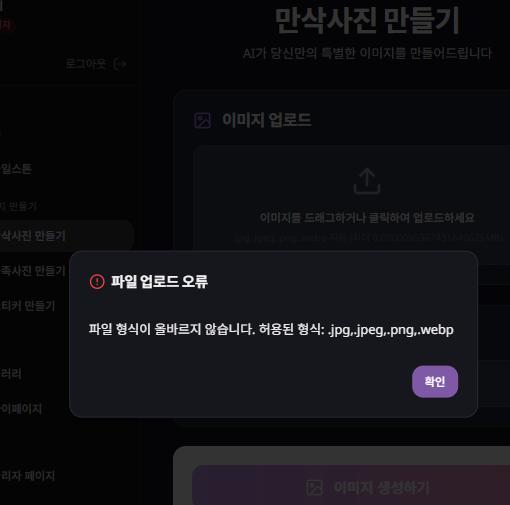 만삭사진 만들기
AI가 당신만의 특별한 이미지를 만들어드립니다
로그아웃
이미지 업로드
일스톤
지 만들기
이미지를 드래그하거나 클릭하여 업로드하세요
삭사진 만들기
족사진 만들기
티커 만들기
파일 업로드 오류
파일 형식이 올바르지 않습니다. 허용된 형식: .jpg,.jpeg,.png,.webp
확인
러리
이페이지
리자 페이지
이미지 생성하기